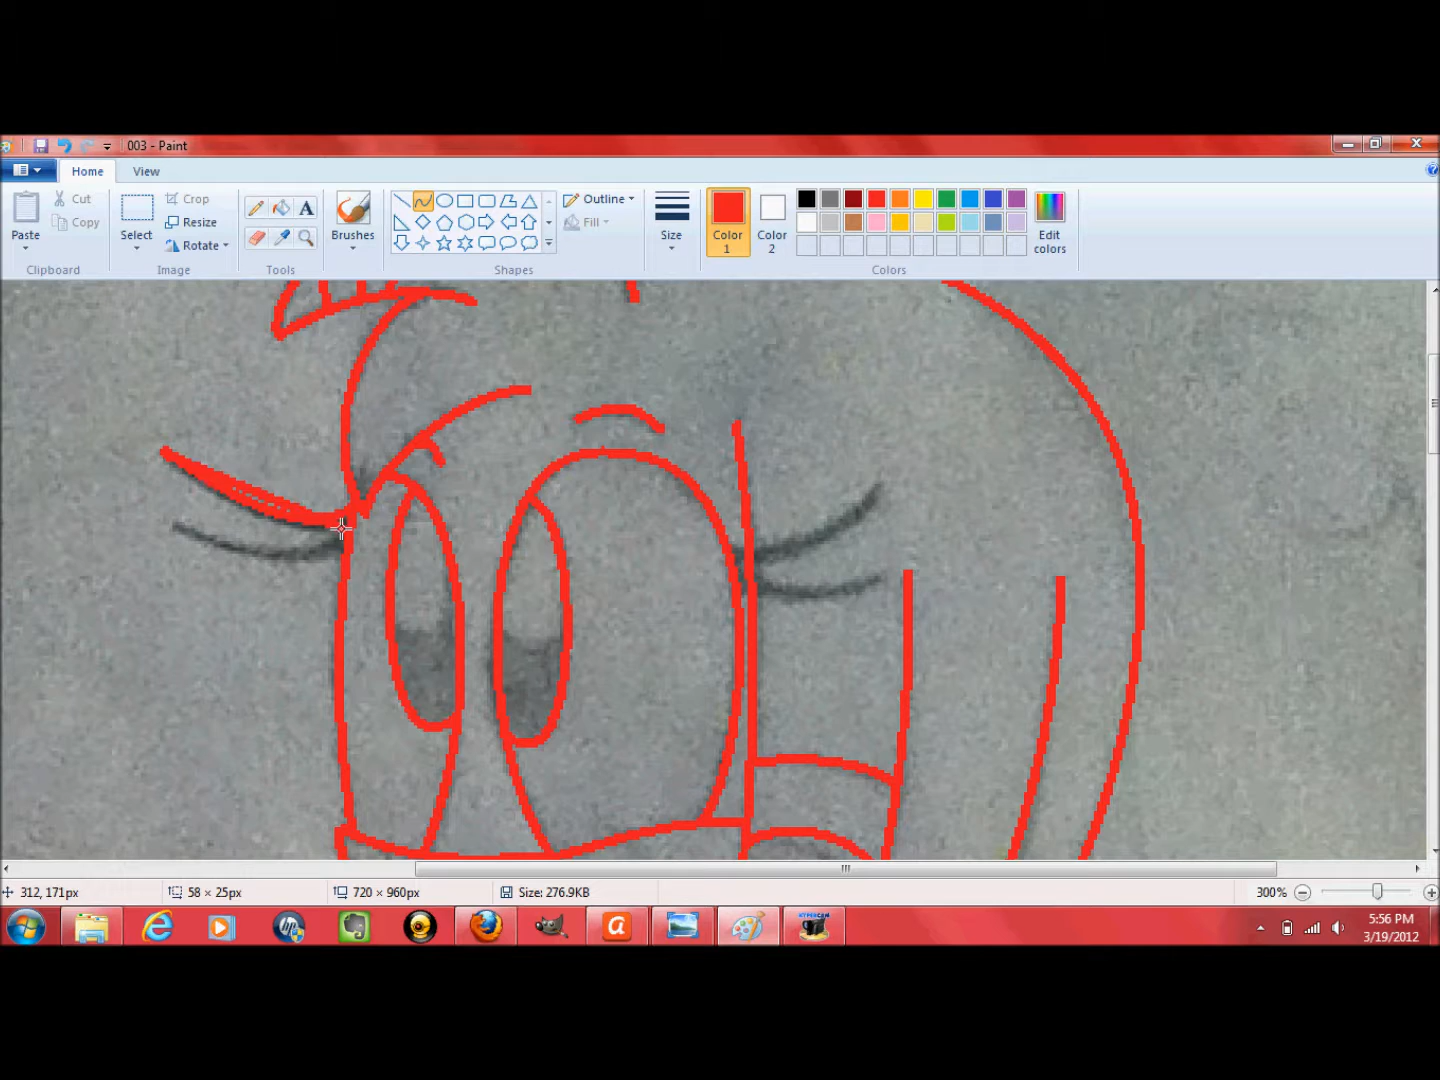 003 - Paint
Home View
Cut
Copy
Paste
Clipboard
Select
Crop
Resize
Rotate
Image
A
Tools
Brushes
Outline
Fill
Shapes
Size
Color 1
Color 2
Edit colors
Colors
312, 171px
58 × 25px
720 × 960px
Size: 276.9KB
300%
HYPERCAM
5:56 PM
3/19/2012